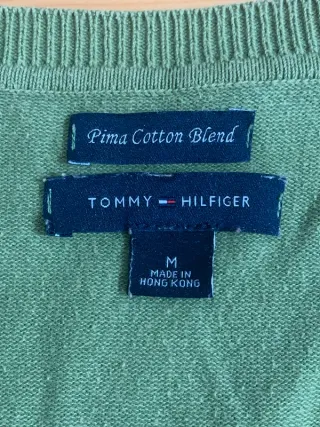 Pima Cotton Blend
TOMMY HILFIGER
M
MADE IN
HONG KONG